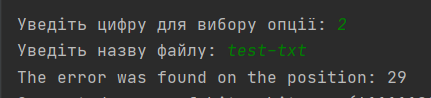 Уведіть цифру для вибору опції: 2
Уведіть назву файлу: test-txt
The error was found on the position: 29